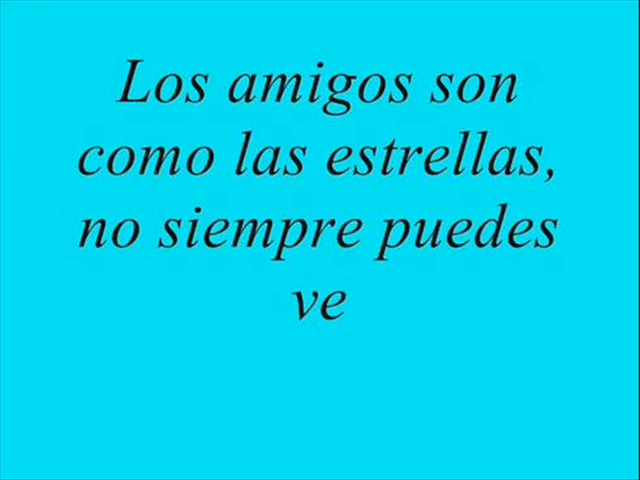 Los amigos son
como las estrellas,
no siempre puedes
ve